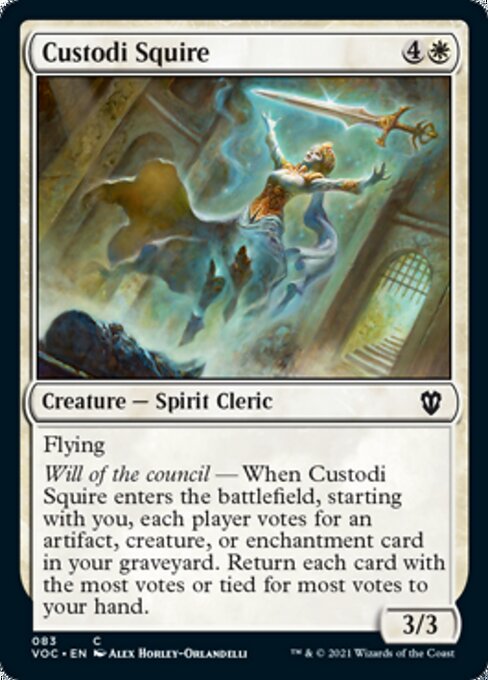 Custodi Squire 4
Creature — Spirit Cleric
Flying
Will of the council — When Custodi
Squire enters the battlefield, starting
with you, each player votes for an
artifact, creature, or enchantment card
in your graveyard. Return each card with
the most votes or tied for most votes to
your hand.
3/3
083 C
VOC • EN Alex Horley-Orlandelli ™ & © 2021 Wizards of the Coast